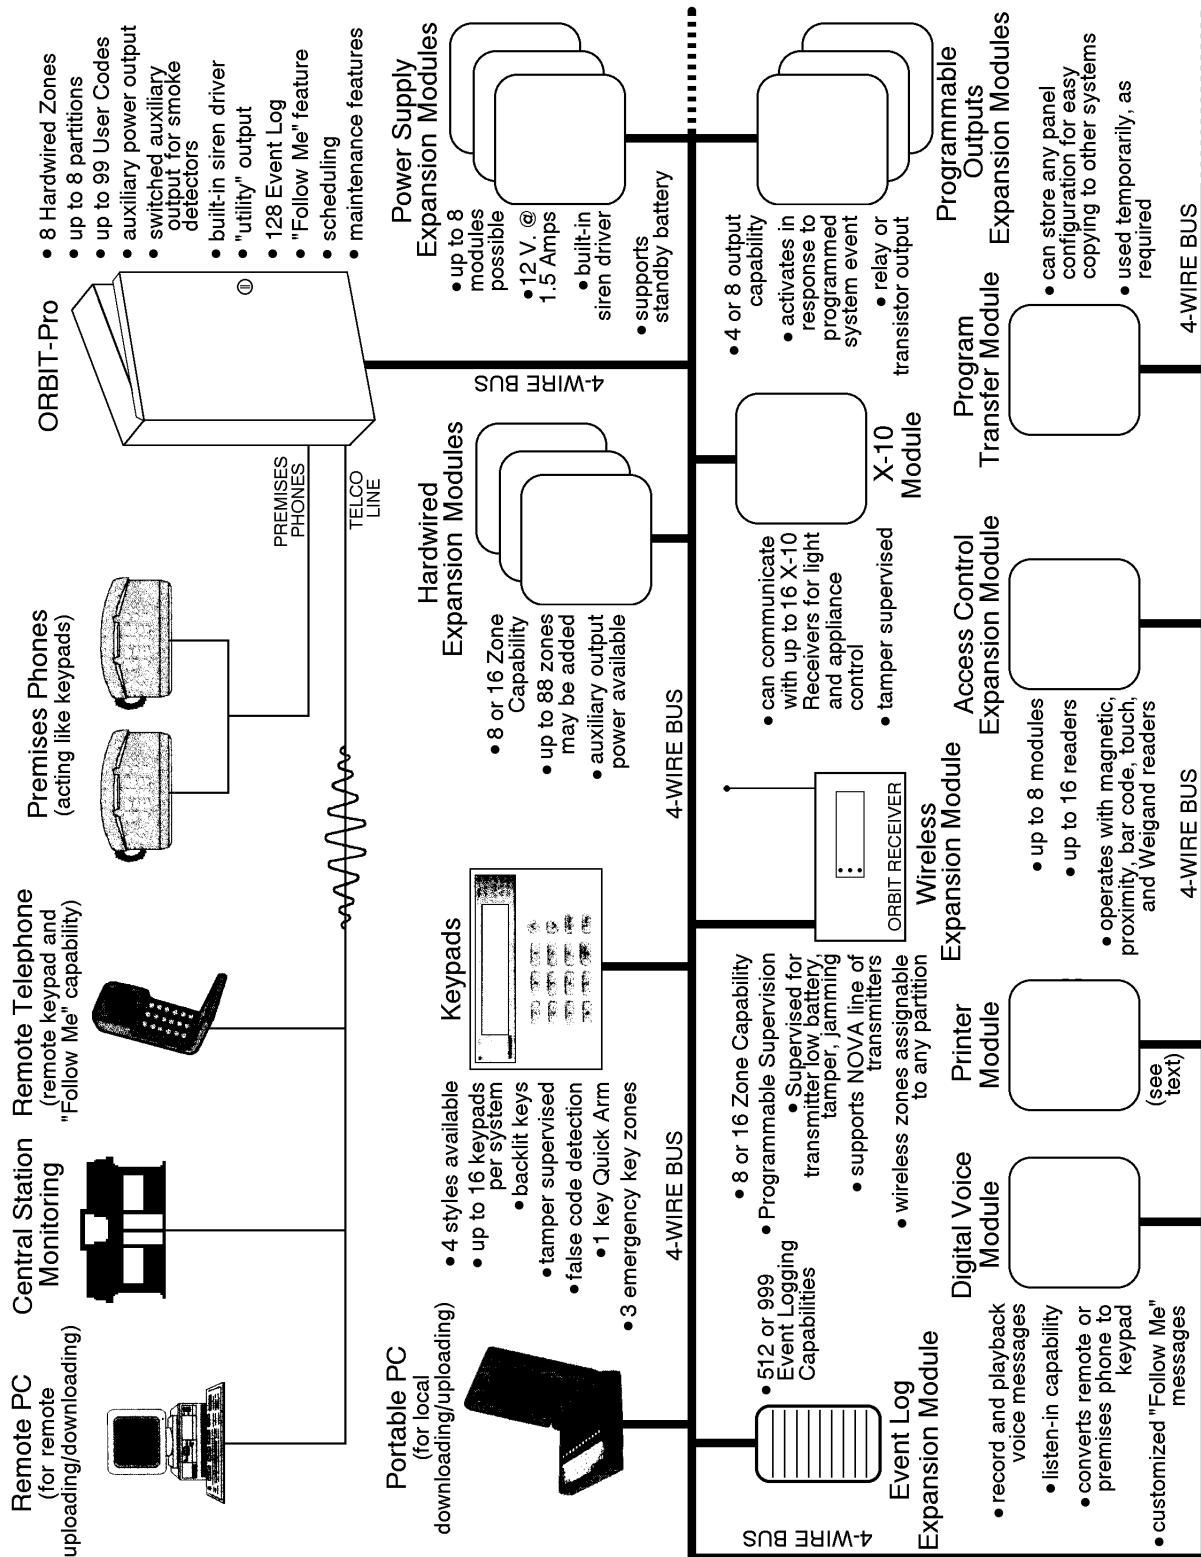 Remote PC
(for remote
uploading/downloading)
Central Station
Monitoring
Remote Telephone
(remote keypad and
"Follow Me" capability)
Premises Phones
(acting like keypads)
PREMISES
PHONES
TELCO
LINE
ORBIT-Pro
• 8 Hardwired Zones
• up to 8 partitions
• up to 99 User Codes
• auxiliary power output
• switched auxiliary
output for smoke
detectors
• built-in siren driver
• "utility" output
• 128 Event Log
• "Follow Me" feature
• scheduling
• maintenance features
4-WIRE BUS
Portable PC
(for local
downloading/uploading)
Keypads
• 4 styles available
• up to 16 keypads
per system
• backlit keys
• tamper supervised
• false code detection
• 1 key Quick Arm
• 3 emergency key zones
4-WIRE BUS
Hardwired
Expansion Modules
• 8 or 16 Zone
Capability
• up to 88 zones
may be added
• auxiliary output
power available
4-WIRE BUS
Power Supply
Expansion Modules
• up to 8
modules
possible
• 12 V. @
1.5 Amps
• built-in
siren driver
• supports
standby battery
4-WIRE BUS
• 512 or 999
Event Logging
Capabilities
Event Log
Expansion Module
• 8 or 16 Zone Capability
• Programmable Supervision
• Supervised for
transmitter low battery,
tamper, jamming
• supports NOVA line of
transmitters
• wireless zones assignable
to any partition
ORBIT RECEIVER
Wireless
Expansion Module
• can communicate
with up to 16 X-10
Receivers for light
and appliance
control
• tamper supervised
X-10
Module
• 4 or 8 output
capability
• activates in
response to
programmed
system event
• relay or
transistor output
Programmable
Outputs
Expansion Modules
Digital Voice
Module
• record and playback
voice messages
• listen-in capability
• converts remote or
premises phone to
keypad
• customized "Follow Me"
messages
Printer
Module
(see
text)
Access Control
Expansion Module
• up to 8 modules
• up to 16 readers
• operates with magnetic,
proximity, bar code, touch,
and Weigand readers
4-WIRE BUS
Program
Transfer Module
• can store any panel
configuration for easy
copying to other systems
• used temporarily, as
required
4-WIRE BUS